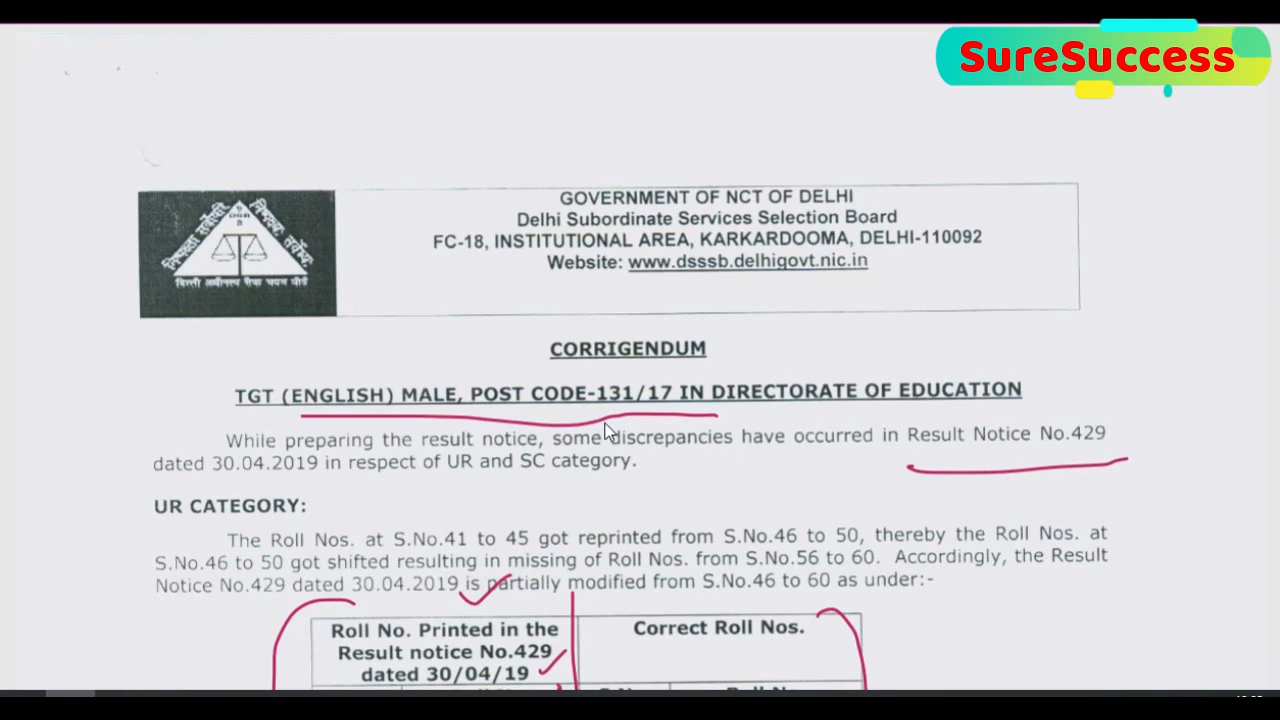 SureSuccess
GOVERNMENT OF NCT OF DELHI
Delhi Subordinate Services Selection Board
FC-18, INSTITUTIONAL AREA, KARKARDOOMA, DELHI-110092
Website: www.dsssb.delhigovt.nic.in
CORRIGENDUM
TGT (ENGLISH) MALE, POST CODE-131/17 IN DIRECTORATE OF EDUCATION
While preparing the result notice, some discrepancies have occurred in Result Notice No.429
dated 30.04.2019 in respect of UR and SC category.
UR CATEGORY:
The Roll Nos. at S.No.41 to 45 got reprinted from S.No.46 to 50, thereby the Roll Nos. at
S.No.46 to 50 got shifted resulting in missing of Roll Nos. from S.No.56 to 60. Accordingly, the Result
Notice No.429 dated 30.04.2019 is partially modified from S.No.46 to 60 as under:-
Roll No. Printed in the
Result notice No.429
dated 30/04/19
Correct Roll Nos.